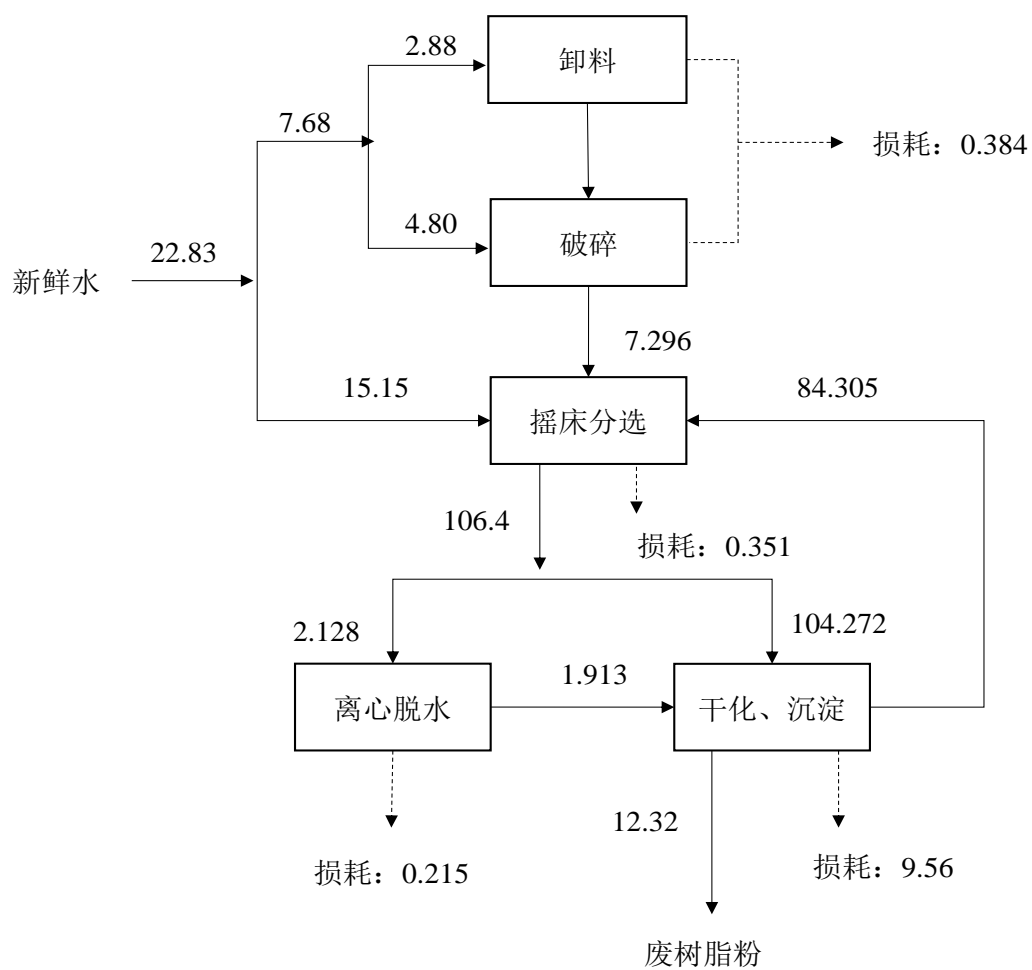 2.88
卸料
7.68
损耗：0.384
4.80
破碎
22.83
新鲜水
7.296
15.15
摇床分选
84.305
106.4
损耗：0.351
2.128
104.272
离心脱水
1.913
干化、沉淀
12.32
损耗：0.215
损耗：9.56
废树脂粉